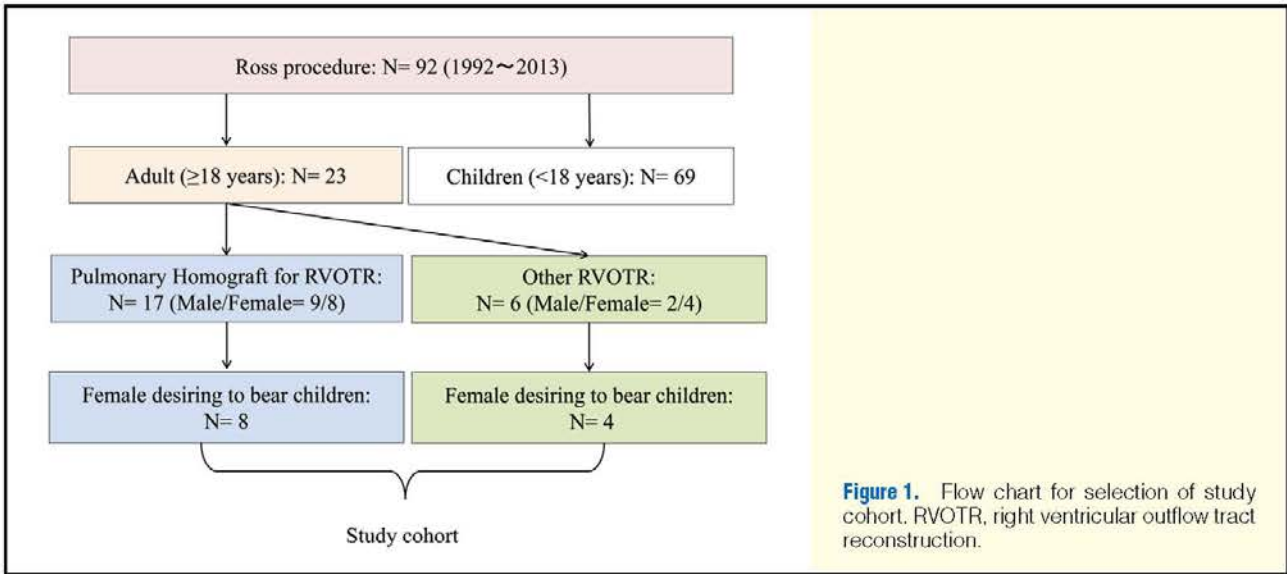 Ross procedure: N= 92 (1992～2013)
Adult (≥18 years): N= 23
Children (<18 years): N= 69
Pulmonary Homograft for RVOTR:
N= 17 (Male/Female= 9/8)
Other RVOTR:
N= 6 (Male/Female= 2/4)
Female desiring to bear children:
N= 8
Female desiring to bear children:
N= 4
Study cohort
Figure 1. Flow chart for selection of study
cohort. RVOTR, right ventricular outflow tract
reconstruction.